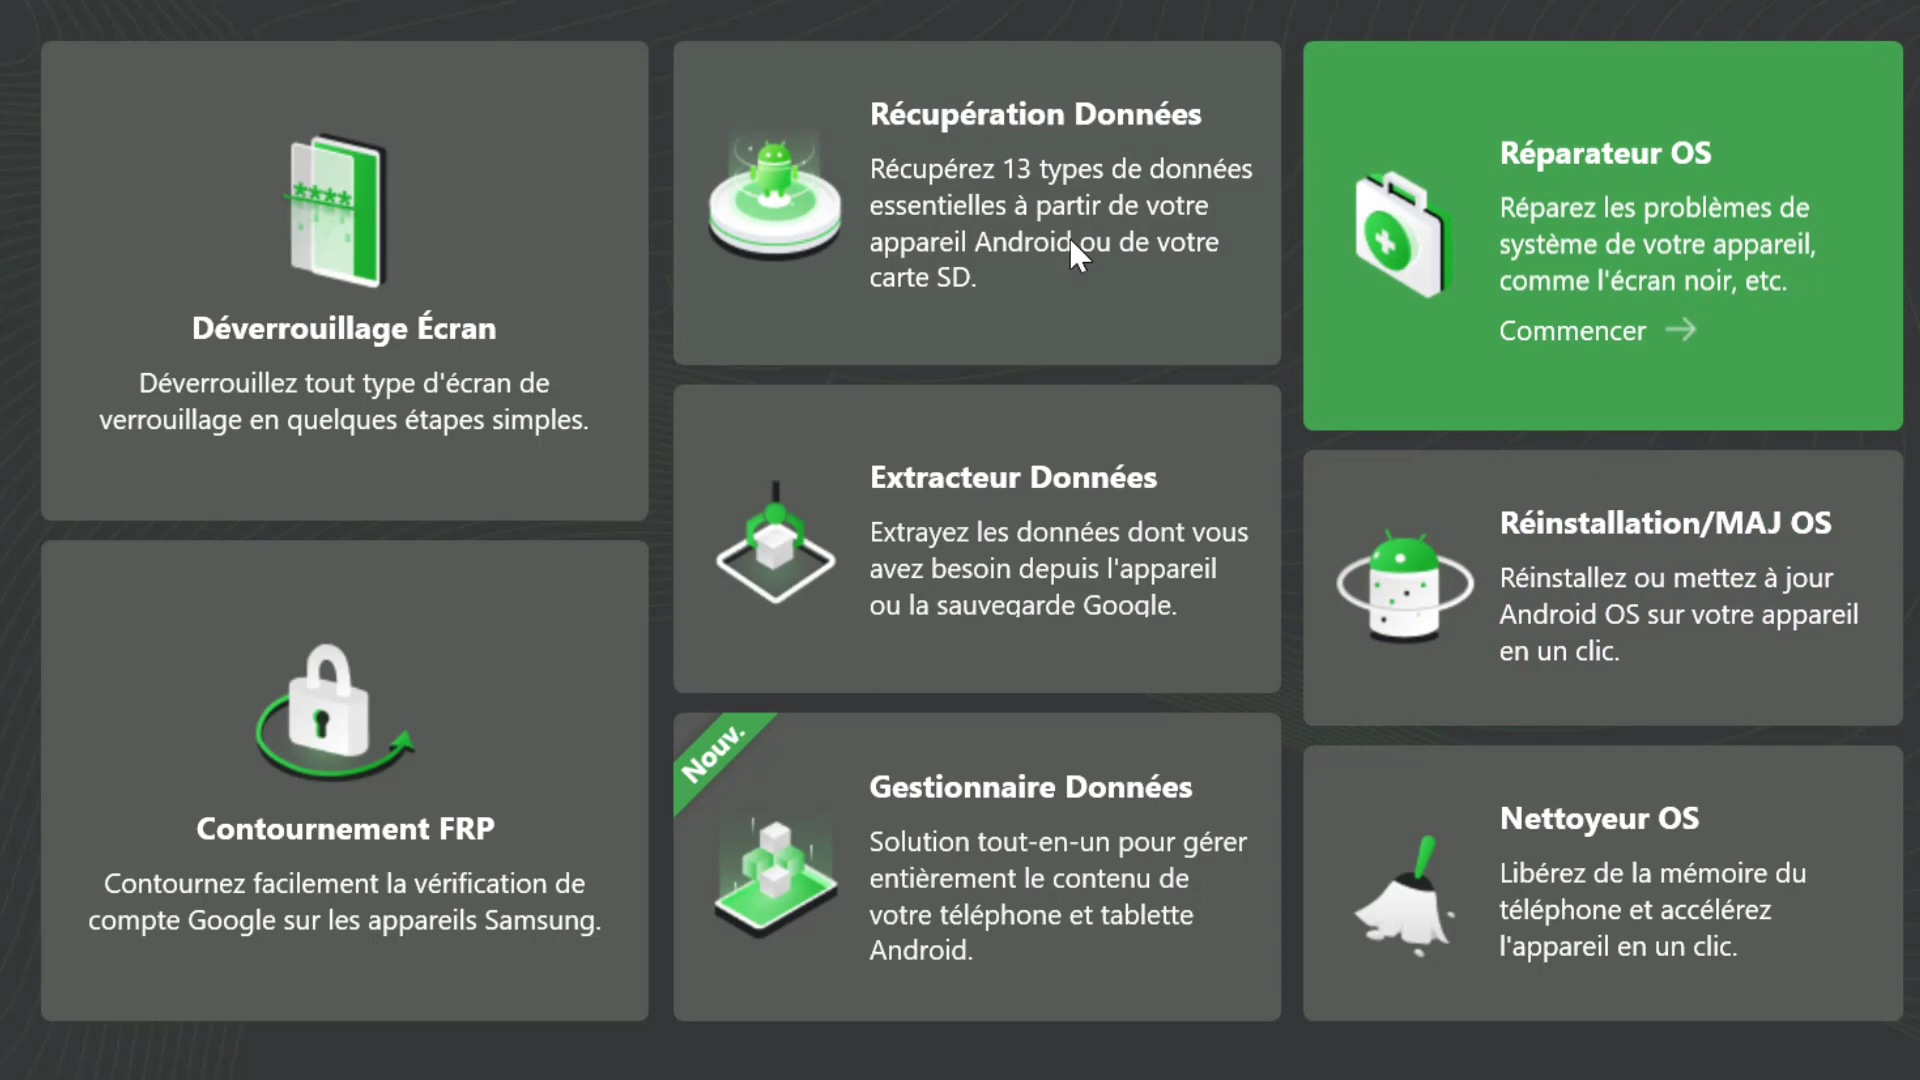 Déverrouillage Écran
Déverrouillez tout type d'écran de
verrouillage en quelques étapes simples.
Contournement FRP
Contournez facilement la vérification de
compte Google sur les appareils Samsung.
Récupération Données
Récupérez 13 types de données
essentielles à partir de votre
appareil Android ou de votre
carte SD.
Extracteur Données
Extrayez les données dont vous
avez besoin depuis l'appareil
ou la sauvegarde Google.
Nouv.
Gestionnaire Données
Solution tout-en-un pour gérer
entièrement le contenu de
votre téléphone et tablette
Android.
Réparateur OS
Réparez les problèmes de
système de votre appareil,
comme l'écran noir, etc.
Commencer
Réinstallation/MAJ OS
Réinstallez ou mettez à jour
Android OS sur votre appareil
en un clic.
Nettoyeur OS
Libérez de la mémoire du
téléphone et accélérez
l'appareil en un clic.